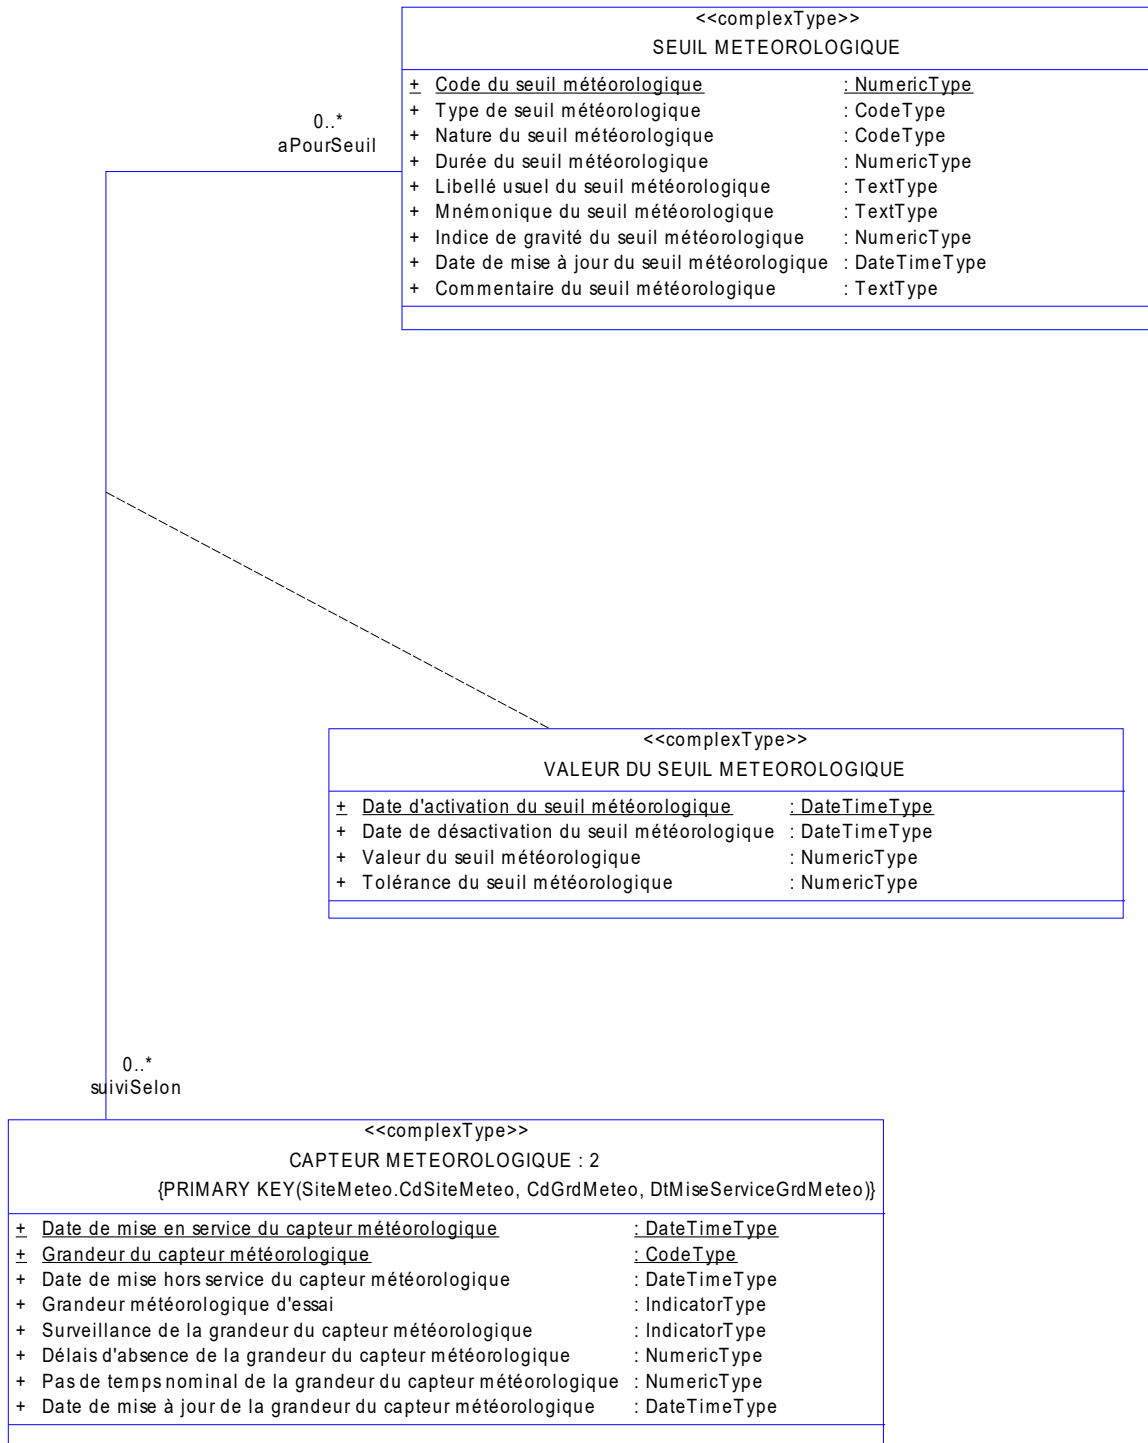 <<complexType>>
SEUIL METEOROLOGIQUE
+ Code du seuil météorologique : NumericType
+ Type de seuil météorologique : CodeType
+ Nature du seuil météorologique : CodeType
+ Durée du seuil météorologique : NumericType
+ Libellé usuel du seuil météorologique : TextType
+ Mnémonique du seuil météorologique : TextType
+ Indice de gravité du seuil météorologique : NumericType
+ Date de mise à jour du seuil météorologique : DateTimeType
+ Commentaire du seuil météorologique : TextType
0..*
aPourSeuil
<<complexType>>
VALEUR DU SEUIL METEOROLOGIQUE
+ Date d'activation du seuil météorologique : DateTimeType
+ Date de désactivation du seuil météorologique : DateTimeType
+ Valeur du seuil météorologique : NumericType
+ Tolérance du seuil météorologique : NumericType
0..*
suiviSelon
<<complexType>>
CAPTEUR METEOROLOGIQUE : 2
{PRIMARY KEY(SiteMeteo.CdSiteMeteo, CdGrdMeteo, DtMiseServiceGrdMeteo)}
+ Date de mise en service du capteur météorologique : DateTimeType
+ Grandeur du capteur météorologique : CodeType
+ Date de mise hors service du capteur météorologique : DateTimeType
+ Grandeur météorologique d'essai : IndicatorType
+ Surveillance de la grandeur du capteur météorologique : IndicatorType
+ Délais d'absence de la grandeur du capteur météorologique : NumericType
+ Pas de temps nominal de la grandeur du capteur météorologique : NumericType
+ Date de mise à jour de la grandeur du capteur météorologique : DateTimeType